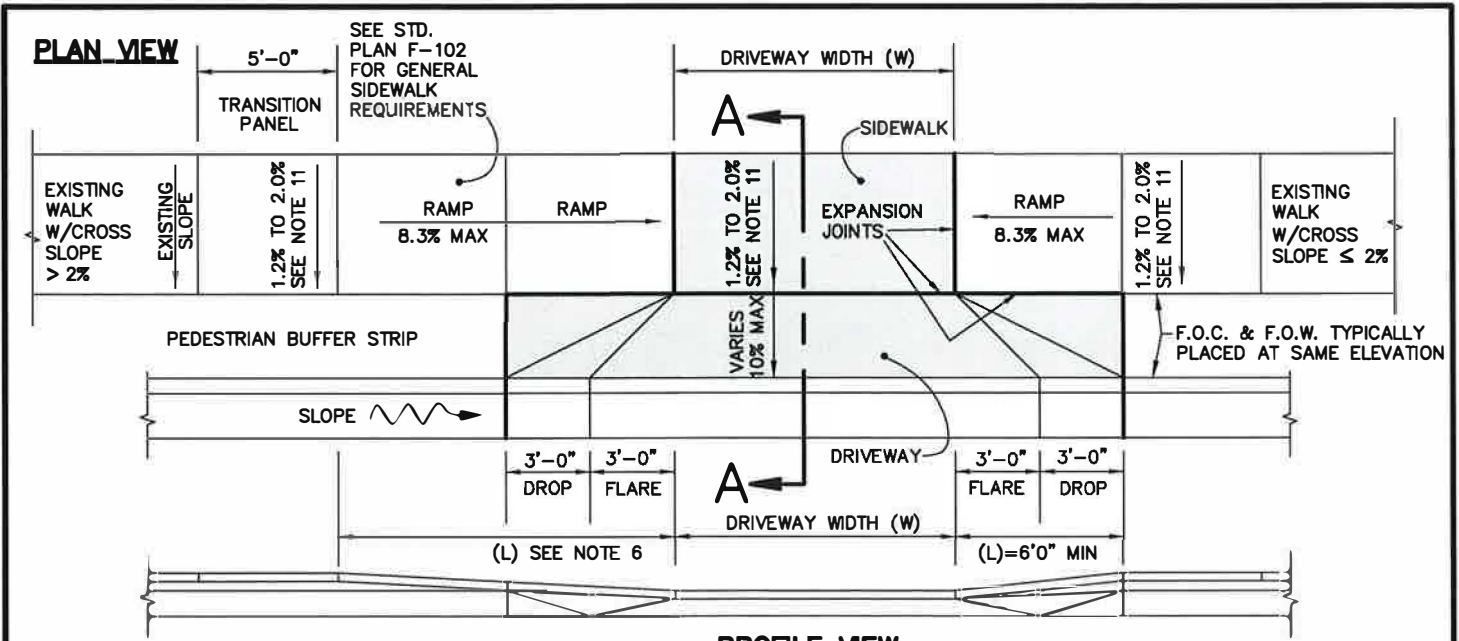 PLAN VIEW
5'-0"
TRANSITION
PANEL
SEE STD.
PLAN F-102
FOR GENERAL
SIDEWALK
REQUIREMENTS
DRIVEWAY WIDTH (W)
A
SIDEWALK
EXISTING
WALK
W/CROSS
SLOPE
> 2%
EXISTING
SLOPE
1.2% TO 2.0%
SEE NOTE 11
RAMP
8.3% MAX
RAMP
1.2% TO 2.0%
SEE NOTE 11
EXPANSION
JOINTS
RAMP
8.3% MAX
1.2% TO 2.0%
SEE NOTE 11
EXISTING
WALK
W/CROSS
SLOPE ≤ 2%
PEDESTRIAN BUFFER STRIP
VARIES
10% MAX
F.O.C. & F.O.W. TYPICALLY
PLACED AT SAME ELEVATION
SLOPE
DRIVEWAY
3'-0"
DROP
3'-0"
FLARE
A
3'-0"
FLARE
3'-0"
DROP
DRIVEWAY WIDTH (W)
(L) SEE NOTE 6
(L)=6'0" MIN
PROFILE VIEW